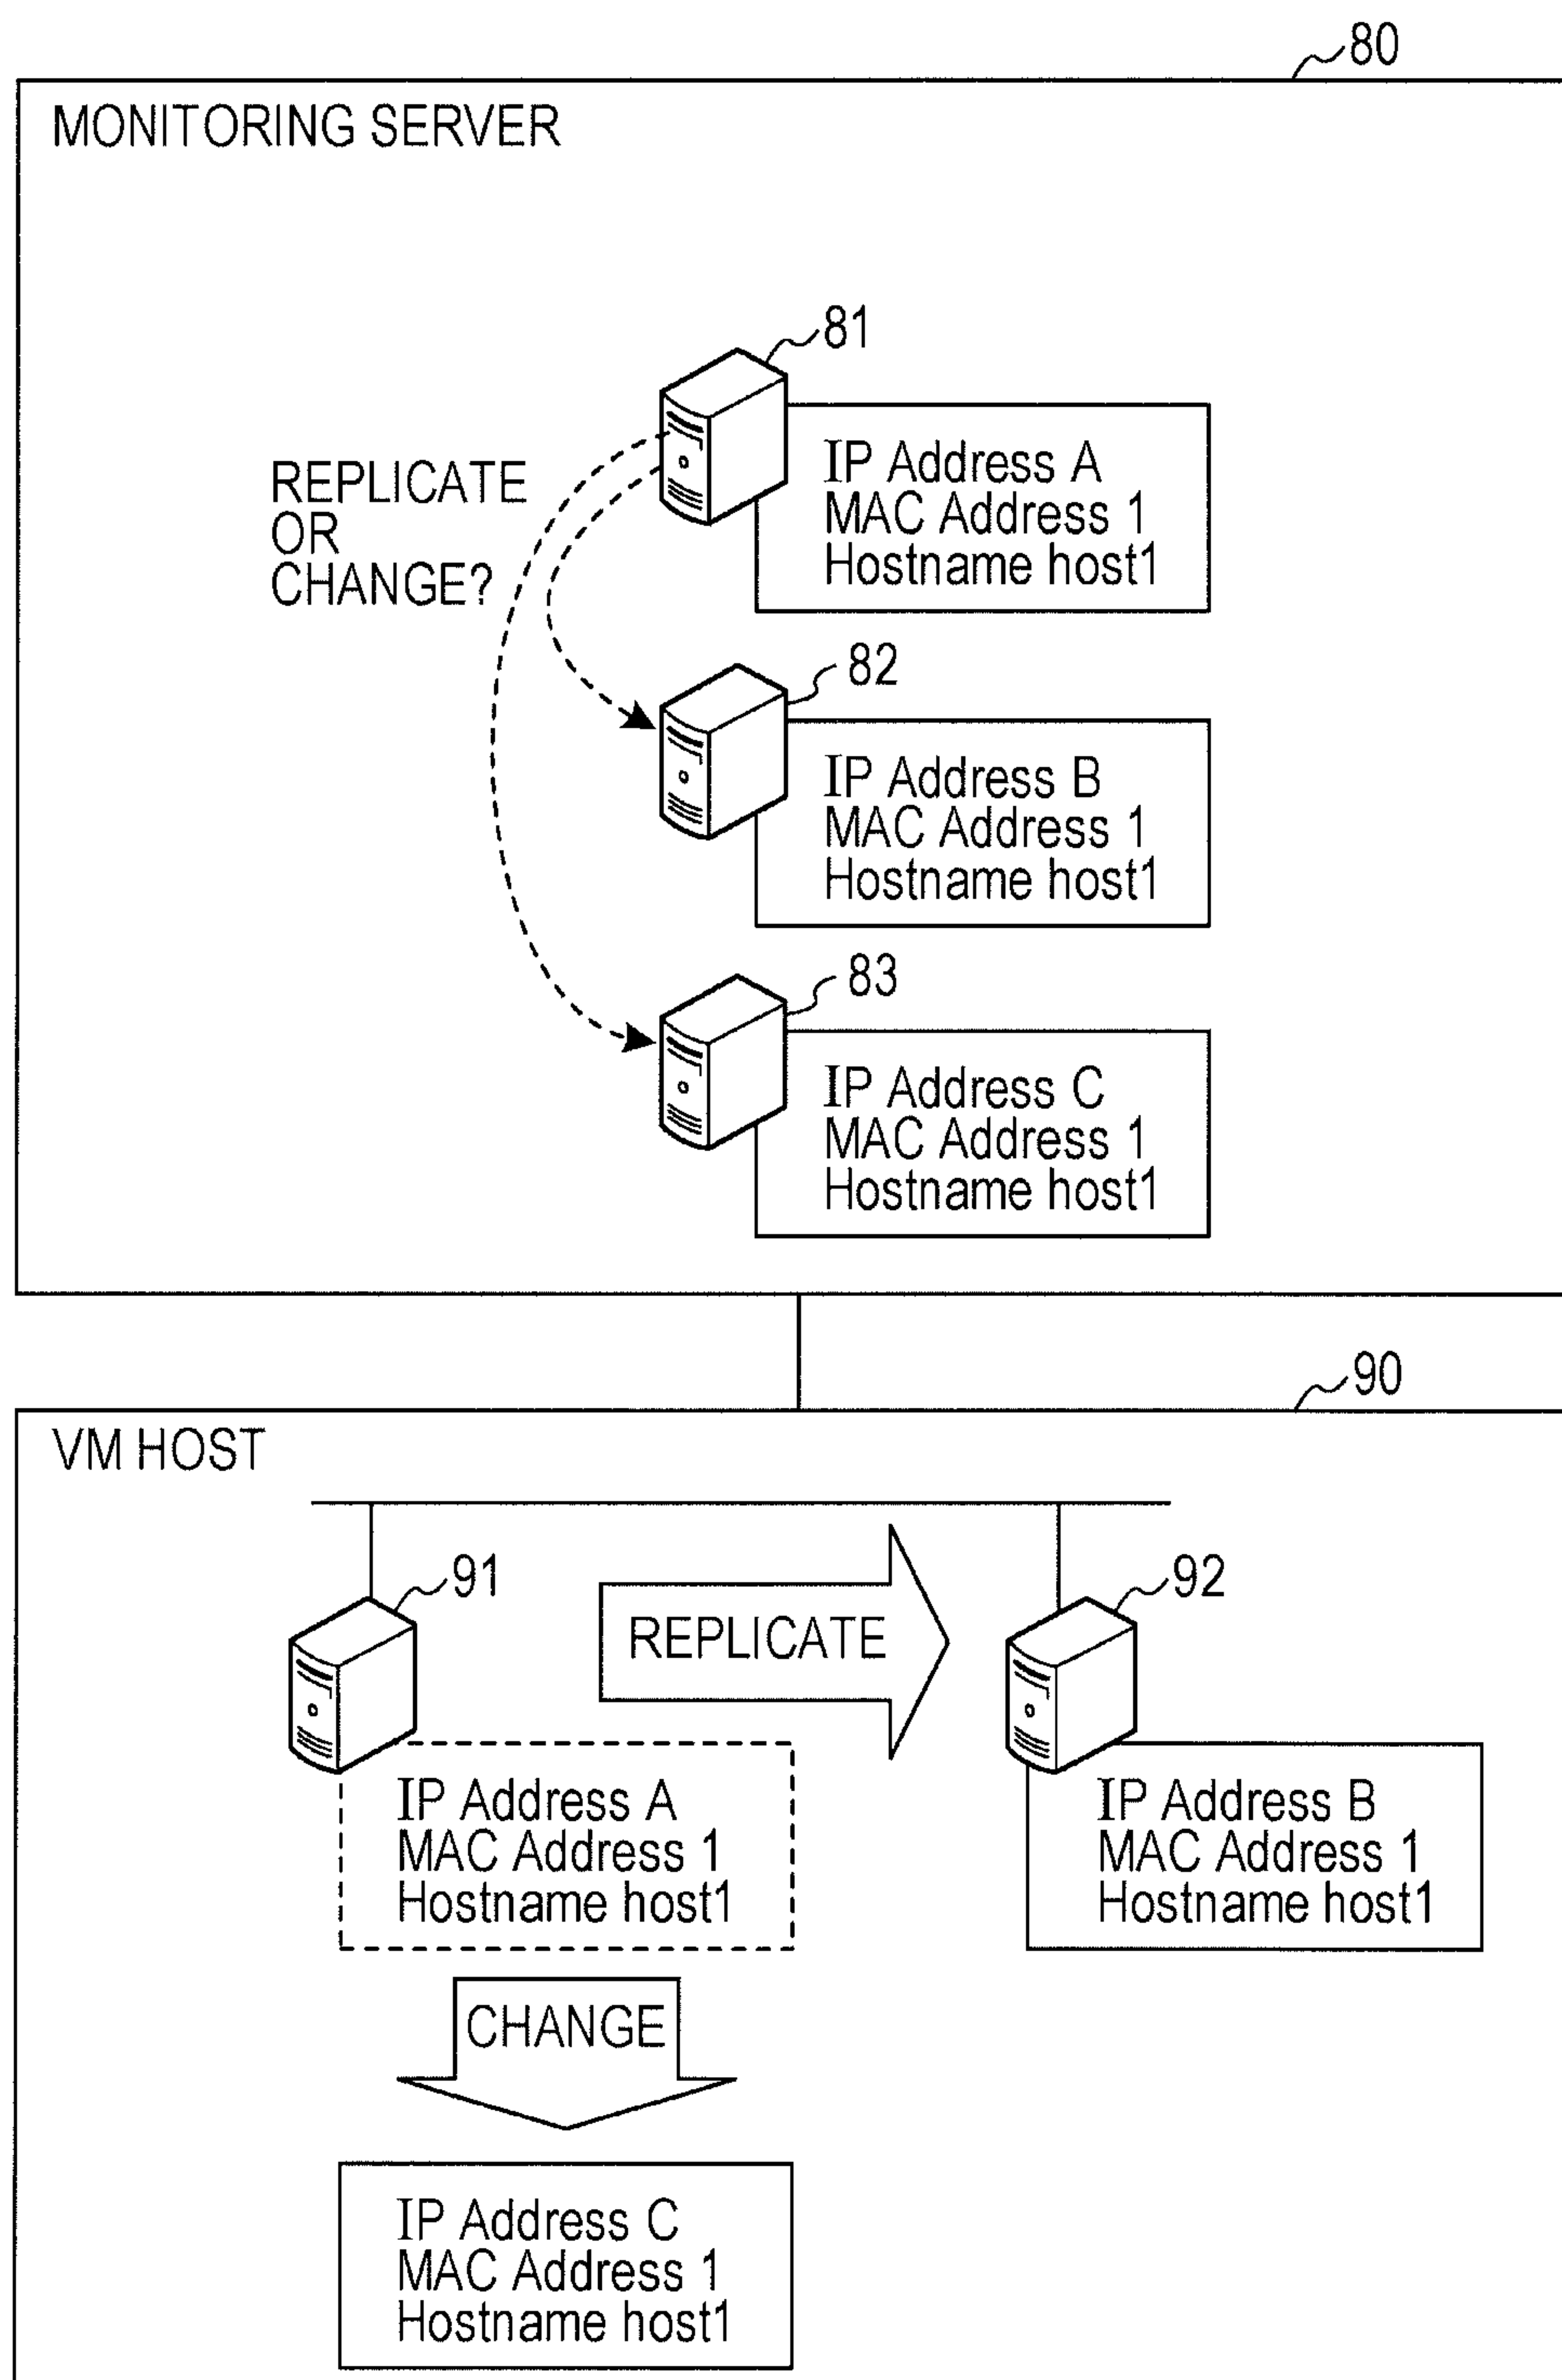 80
MONITORING SERVER
81
REPLICATE
OR
CHANGE?
IP Address A
MAC Address 1
Hostname host1
82
IP Address B
MAC Address 1
Hostname host1
83
IP Address C
MAC Address 1
Hostname host1
90
VM HOST
91
REPLICATE
92
IP Address A
MAC Address 1
Hostname host1
IP Address B
MAC Address 1
Hostname host1
CHANGE
IP Address C
MAC Address 1
Hostname host1